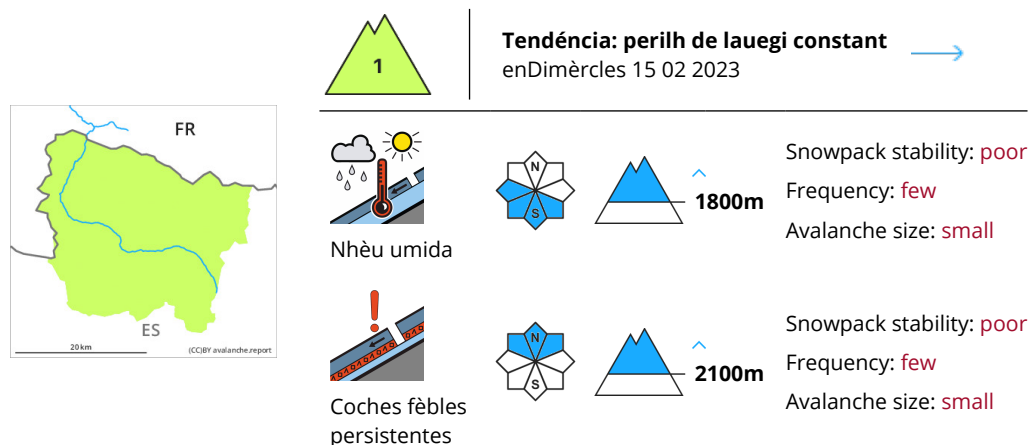 1
Tendéncia: perilh de lauegi constant
enDimèrcles 15 02 2023
FR
ES
20 km
(CC)BY avalanche.report
Nhèu umida
N
S
1800m
Snowpack stability: poor
Frequency: few
Avalanche size: small
Coches fèbles
persistentes
N
S
2100m
Snowpack stability: poor
Frequency: few
Avalanche size: small